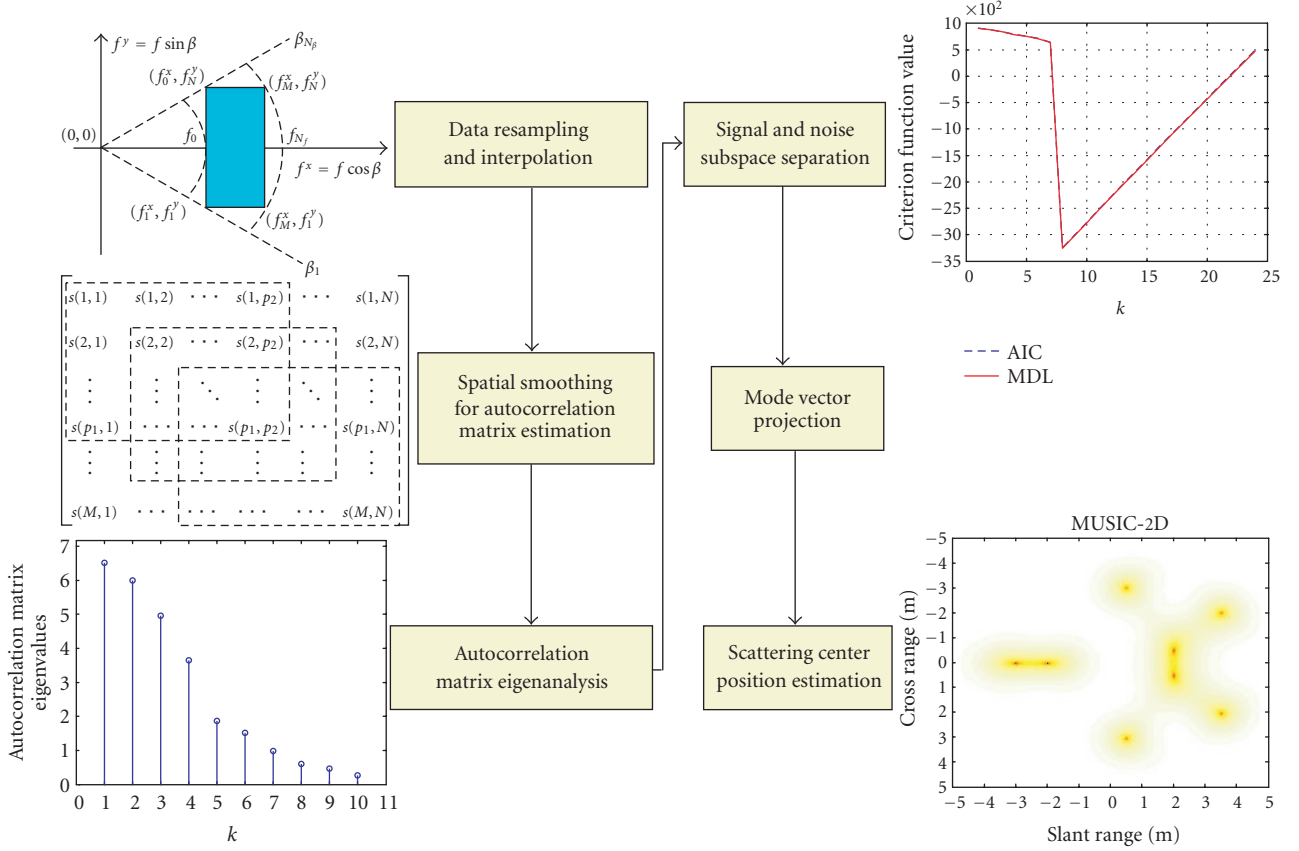 f^y = f sin β
β_{N_β}
(f_0^x, f_N^y)
(f_M^x, f_N^y)
(0, 0)
f_0
f_{N_f}
f^x = f cos β
(f_1^x, f_1^y)
(f_M^x, f_1^y)
β_1
s(1, 1) s(1, 2) ··· s(1, p_2) ··· s(1, N)
s(2, 1) s(2, 2) ··· s(2, p_2) ··· s(2, N)
⋮ ⋮ ⋱ ⋮ ⋱ ⋮
s(p_1, 1) ··· ··· s(p_1, p_2) ··· s(p_1, N)
⋮ ⋮ ⋮ ⋮ ⋮ ⋮
s(M, 1) ··· ··· ··· ··· s(M, N)
Autocorrelation matrix
eigenvalues
7
6
5
4
3
2
1
0
0 1 2 3 4 5 6 7 8 9 10 11
k
Data resampling
and interpolation
Spatial smoothing
for autocorrelation
matrix estimation
Autocorrelation
matrix eigenanalysis
Signal and noise
subspace separation
Mode vector
projection
Scattering center
position estimation
×10^2
Criterion function value
10
5
0
−5
−10
−15
−20
−25
−30
−35
0 5 10 15 20 25
k
AIC
MDL
MUSIC-2D
Cross range (m)
−5
−4
−3
−2
−1
0
1
2
3
4
5
−5 −4 −3 −2 −1 0 1 2 3 4 5
Slant range (m)